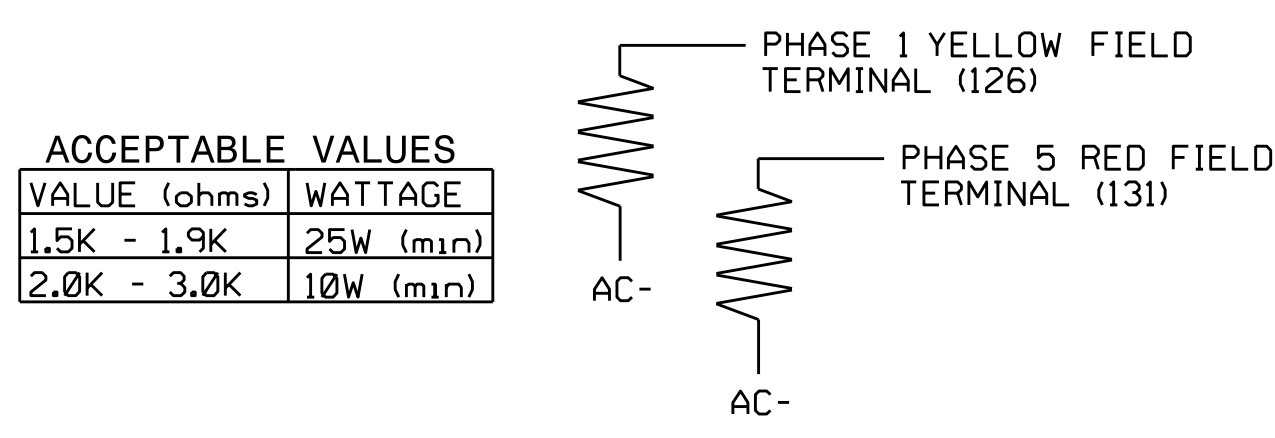 ACCEPTABLE VALUES
VALUE (ohms) WATTAGE
1.5K - 1.9K 25W (min)
2.0K - 3.0K 10W (min)
PHASE 1 YELLOW FIELD
TERMINAL (126)
AC-
PHASE 5 RED FIELD
TERMINAL (131)
AC-